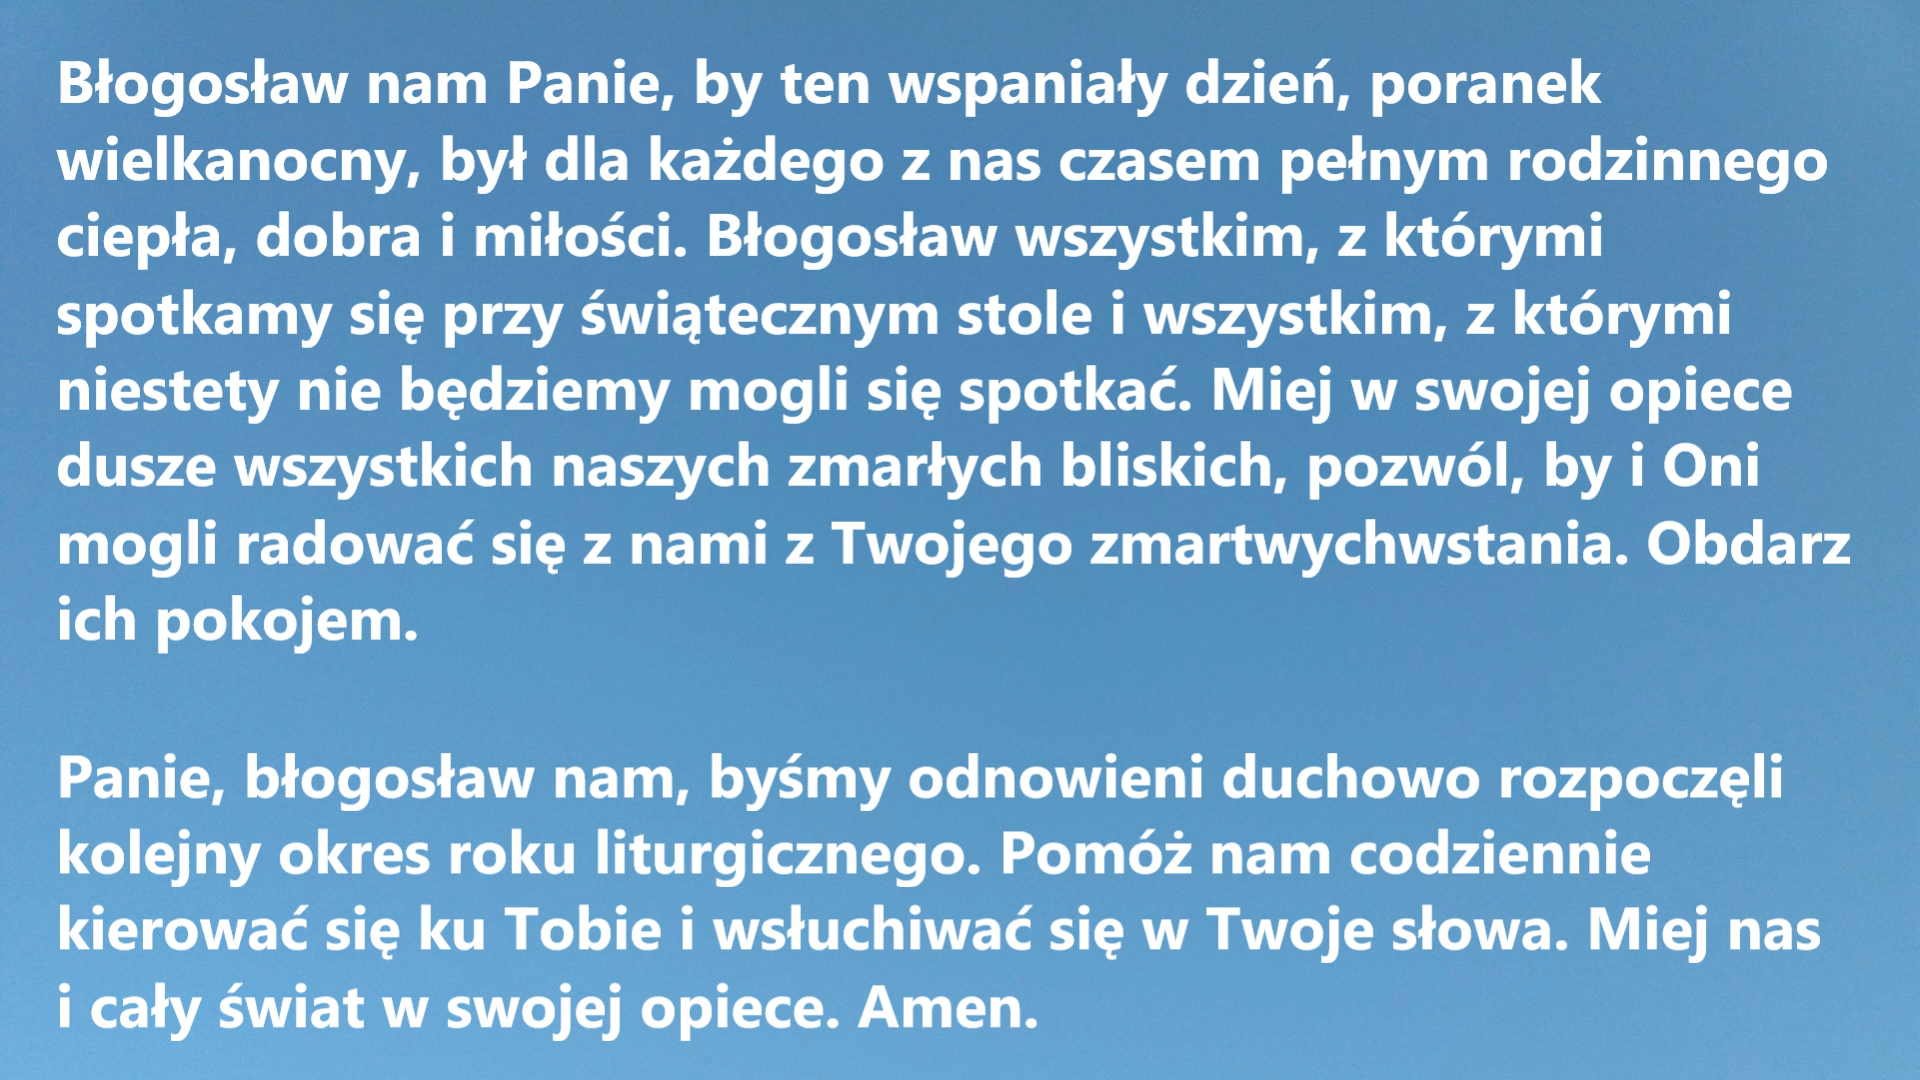 Błogosław nam Panie, by ten wspaniały dzień, poranek
wielkanocny, był dla każdego z nas czasem pełnym rodzinnego
ciepła, dobra i miłości. Błogosław wszystkim, z którymi
spotkamy się przy świątecznym stole i wszystkim, z którymi
niestety nie będziemy mogli się spotkać. Miej w swojej opiece
dusze wszystkich naszych zmarłych bliskich, pozwól, by i Oni
mogli radować się z nami z Twojego zmartwychwstania. Obdarz
ich pokojem.
Panie, błogosław nam, byśmy odnowieni duchowo rozpoczęli
kolejny okres roku liturgicznego. Pomóż nam codziennie
kierować się ku Tobie i wsłuchiwać się w Twoje słowa. Miej nas
i cały świat w swojej opiece. Amen.